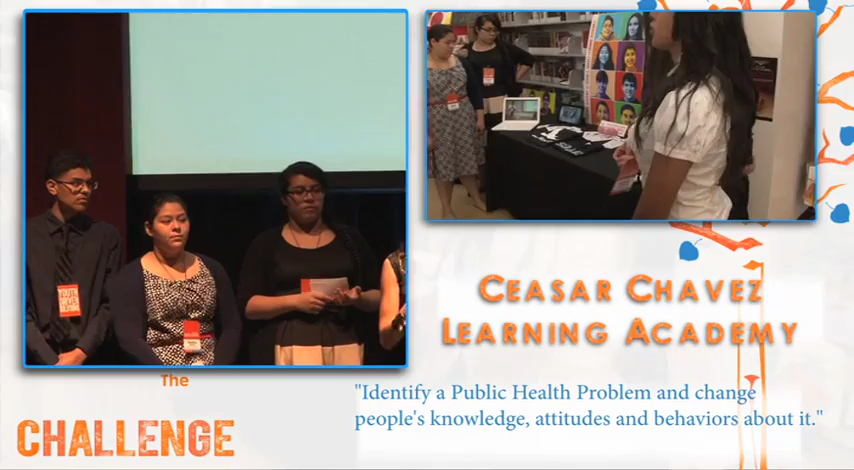 CEASAR CHAVEZ
LEARNING ACADEMY
The
CHALLENGE
"Identify a Public Health Problem and change
people's knowledge, attitudes and behaviors about it."